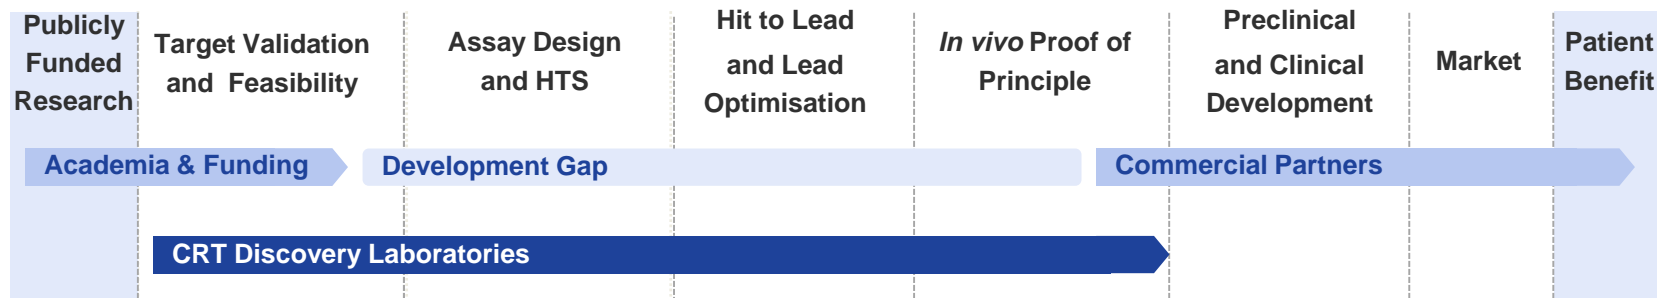 Publicly
Funded
Research
Target Validation
and Feasibility
Assay Design
and HTS
Hit to Lead
and Lead
Optimisation
In vivo Proof of
Principle
Preclinical
and Clinical
Development
Market
Patient
Benefit
Academia & Funding
Development Gap
Commercial Partners
CRT Discovery Laboratories